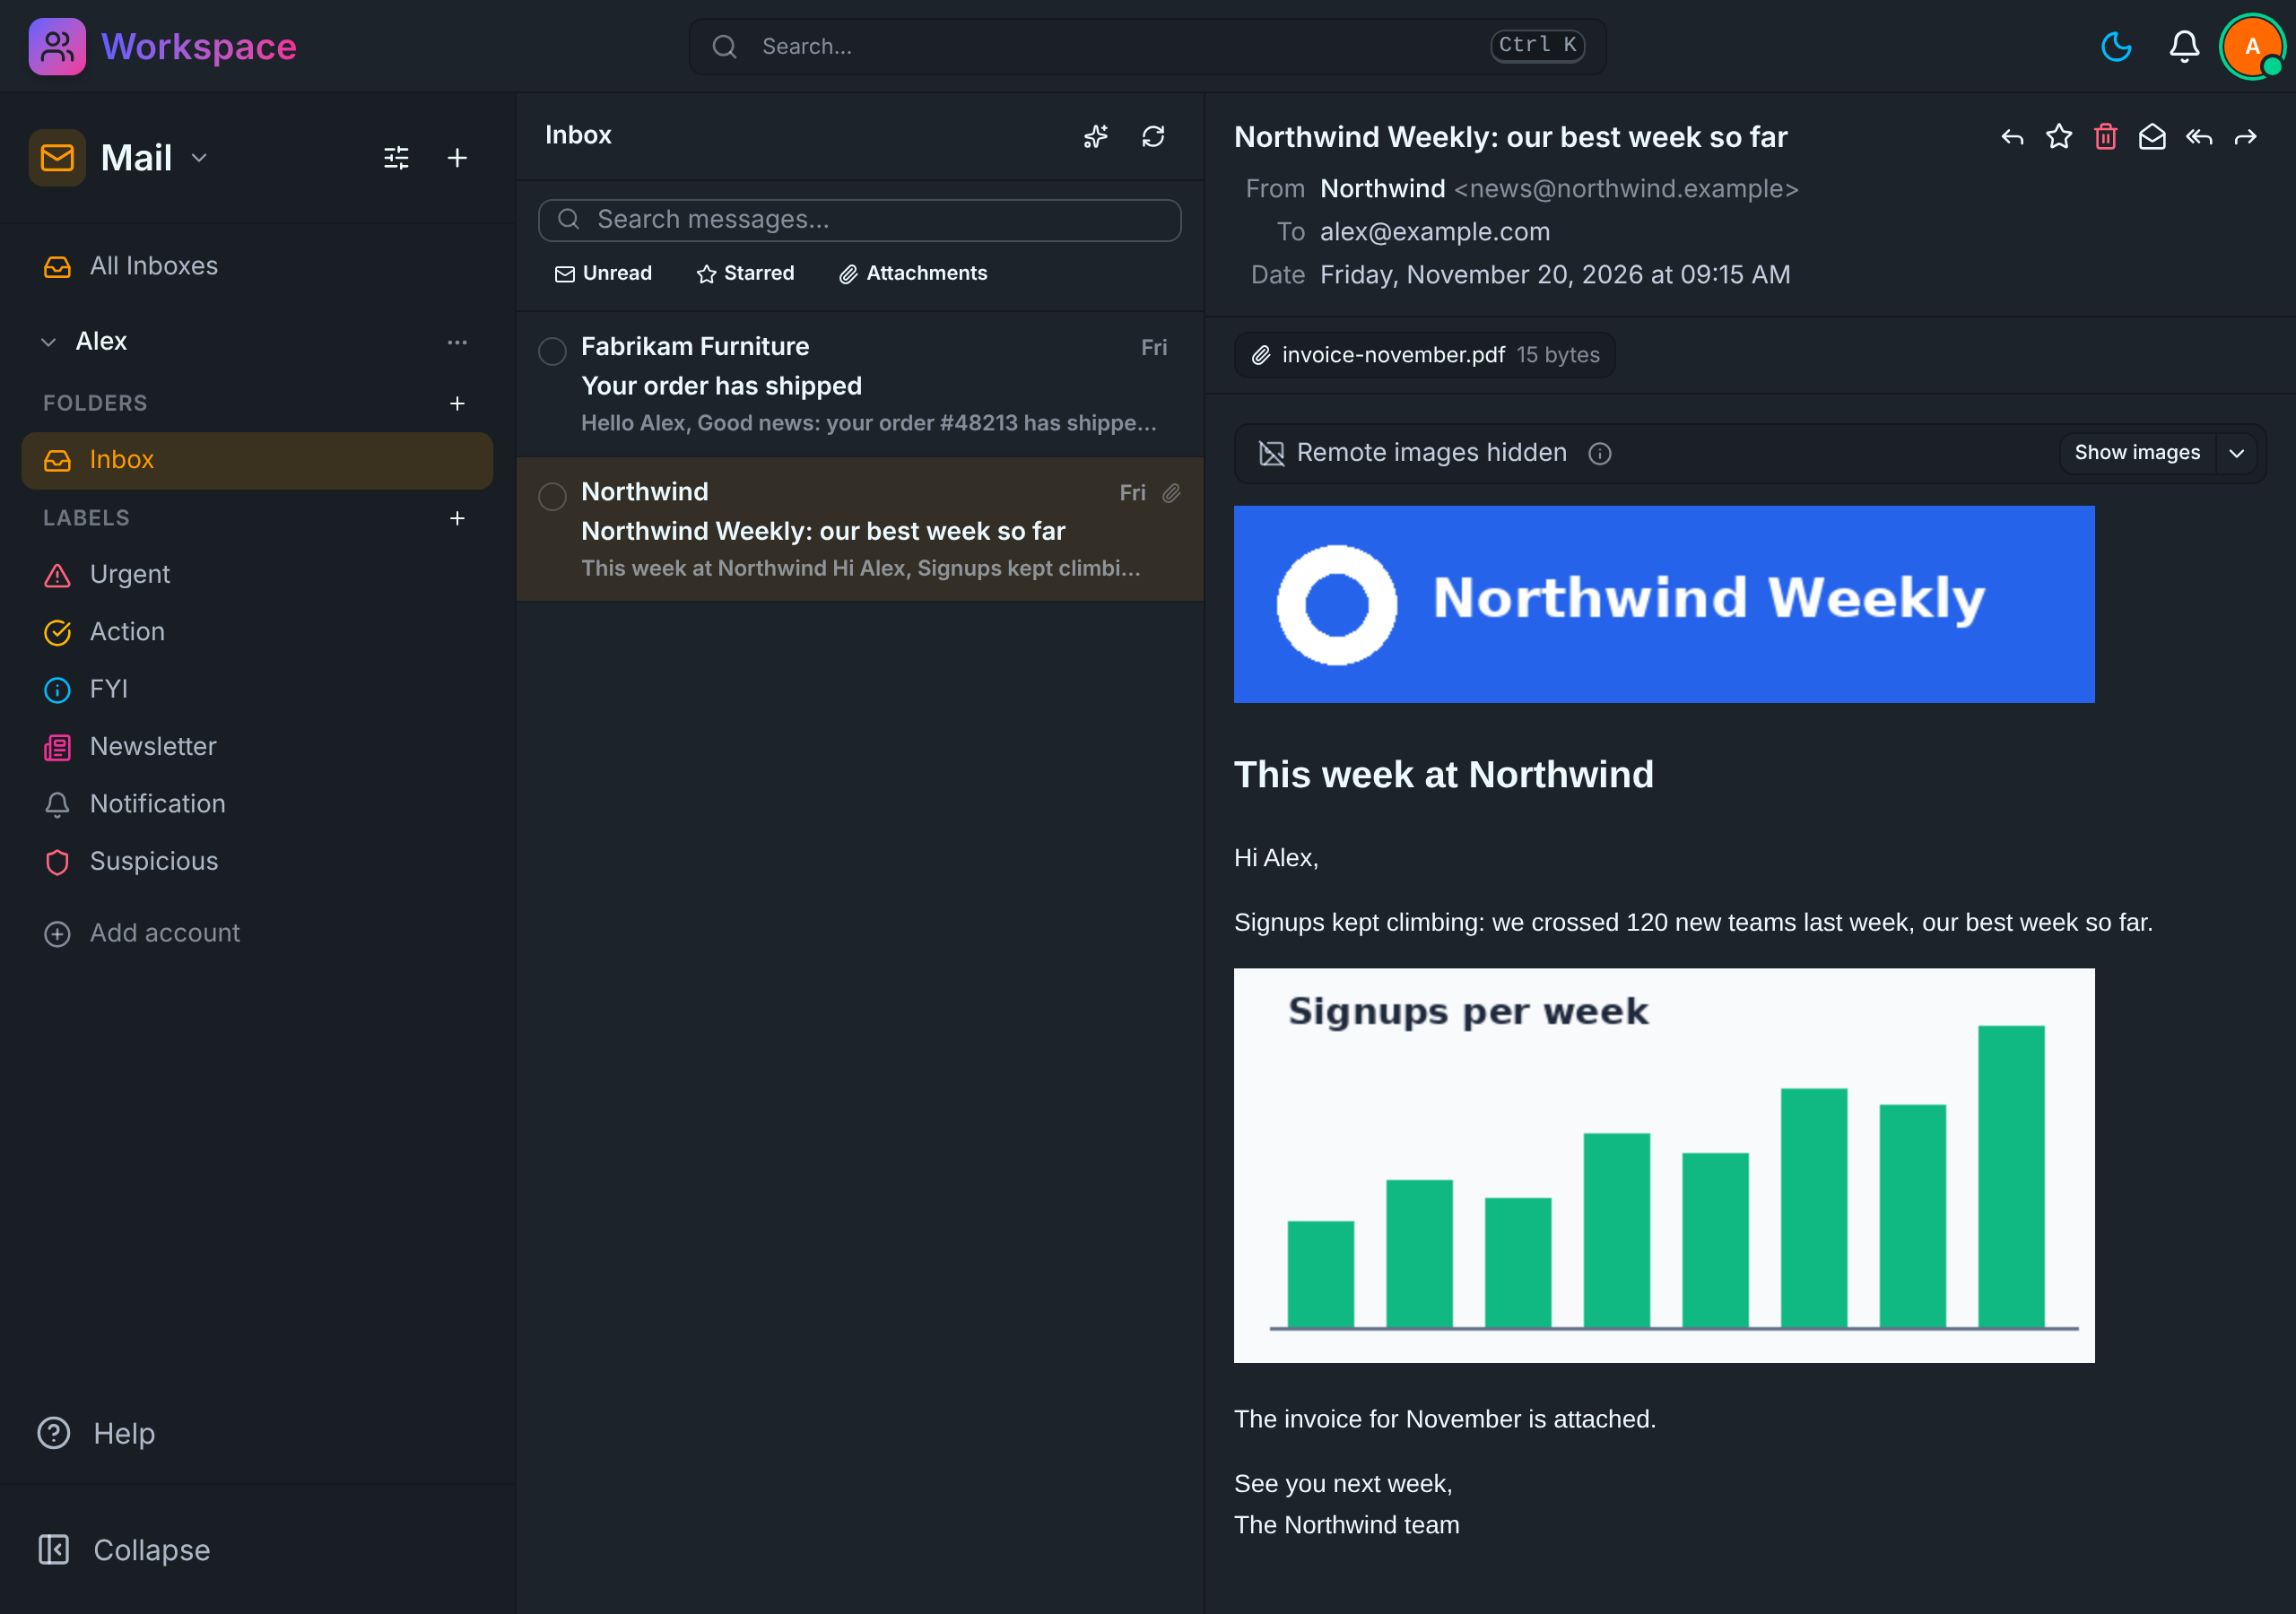 Workspace
Search...
Ctrl K
A
Mail
All Inboxes
Alex
FOLDERS
Inbox
LABELS
Urgent
Action
FYI
Newsletter
Notification
Suspicious
Add account
Help
Collapse
Inbox
Search messages...
Unread Starred Attachments
Fabrikam Furniture Fri
Your order has shipped
Hello Alex, Good news: your order #48213 has shippe...
Northwind Fri
Northwind Weekly: our best week so far
This week at Northwind Hi Alex, Signups kept climbi...
Northwind Weekly: our best week so far
From Northwind <news@northwind.example>
To alex@example.com
Date Friday, November 20, 2026 at 09:15 AM
invoice-november.pdf 15 bytes
Remote images hidden Show images
Northwind Weekly
This week at Northwind
Hi Alex,
Signups kept climbing: we crossed 120 new teams last week, our best week so far.
Signups per week
The invoice for November is attached.
See you next week,
The Northwind team